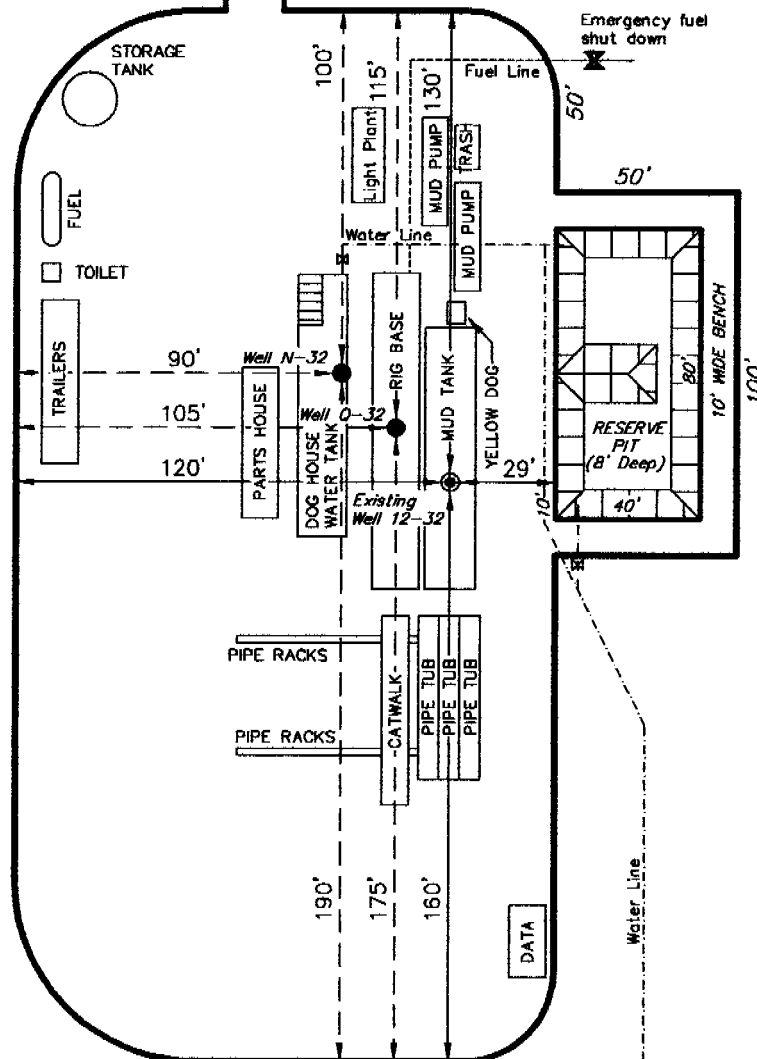 Emergency fuel
shut down
STORAGE
TANK
100'
115'
130'
Fuel Line
50'
Light Plant
MUD PUMP
TRASH
50'
FUEL
Water Line
MUD PUMP
TOILET
TRAILERS
90'
Well N-32
RIG BASE
MUD TANK
YELLOW DOG
80'
10' WIDE BENCH
100'
105'
PARTS HOUSE
Well O-32
DOG HOUSE
WATER TANK
RESERVE
PIT
(8' Deep)
120'
29'
Existing
Well 12-32
10'
40'
PIPE RACKS
CATWALK
PIPE TUB
PIPE TUB
PIPE TUB
PIPE RACKS
190'
175'
160'
DATA
Water Line